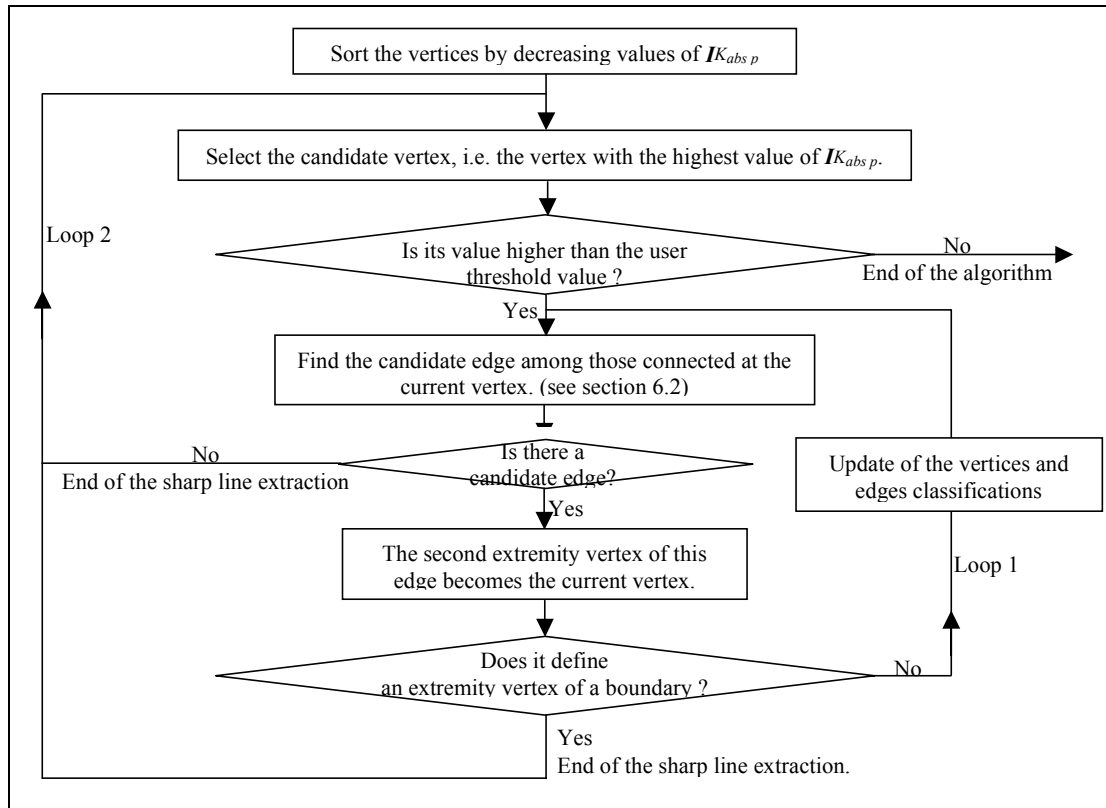 Sort the vertices by decreasing values of IK_abs p
Select the candidate vertex, i.e. the vertex with the highest value of IK_abs p.
Loop 2
Is its value higher than the user
threshold value ?
No
End of the algorithm
Yes
Find the candidate edge among those connected at the
current vertex. (see section 6.2)
No
End of the sharp line extraction
Is there a
candidate edge?
Update of the vertices and
edges classifications
Yes
The second extremity vertex of this
edge becomes the current vertex.
Loop 1
Does it define
an extremity vertex of a boundary ?
No
Yes
End of the sharp line extraction.